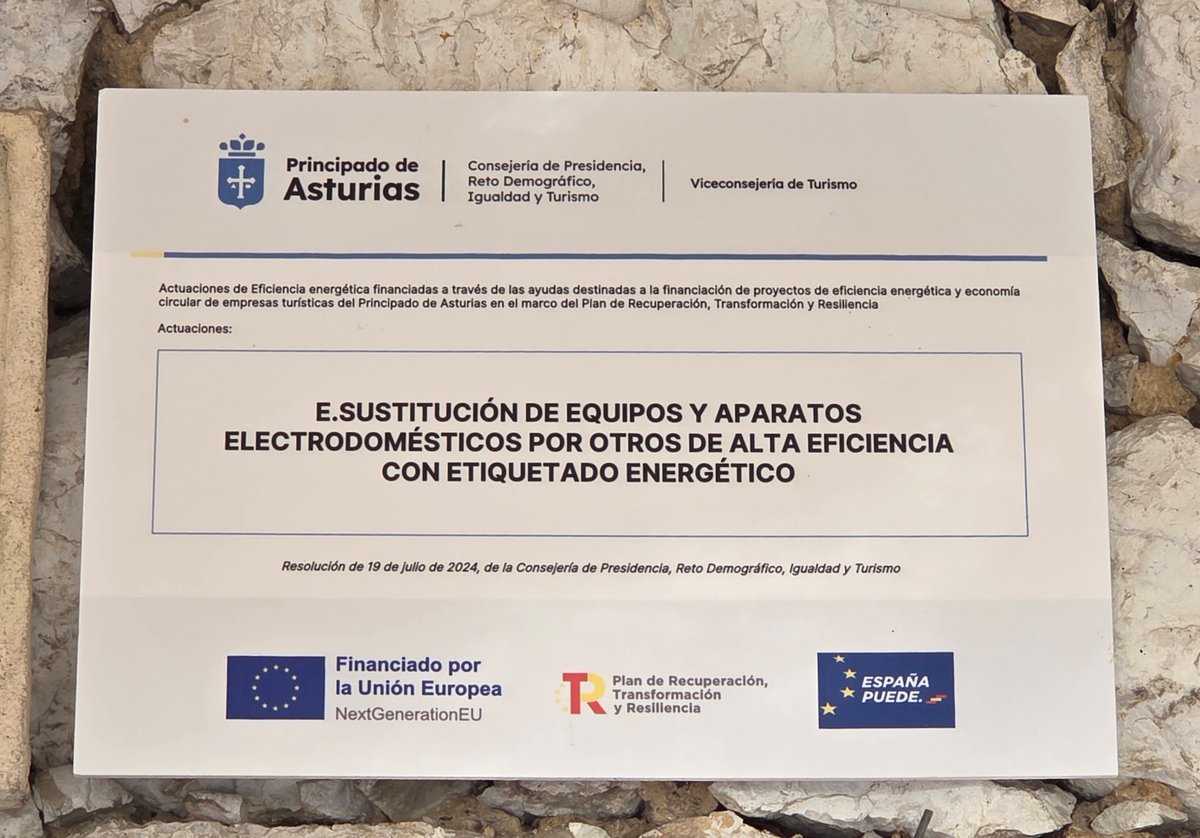 Principado de
Asturias
Consejería de Presidencia,
Reto Demográfico,
Igualdad y Turismo
Viceconsejería de Turismo
Actuaciones de Eficiencia energética financiadas a través de las ayudas destinadas a la financiación de proyectos de eficiencia energética y economía
circular de empresas turísticas del Principado de Asturias en el marco del Plan de Recuperación, Transformación y Resiliencia
Actuaciones:
E.SUSTITUCIÓN DE EQUIPOS Y APARATOS
ELECTRODOMÉSTICOS POR OTROS DE ALTA EFICIENCIA
CON ETIQUETADO ENERGÉTICO
Resolución de 19 de julio de 2024, de la Consejería de Presidencia, Reto Demográfico, Igualdad y Turismo
Financiado por
la Unión Europea
NextGenerationEU
TR
Plan de Recuperación,
Transformación
y Resiliencia
ESPAÑA
PUEDE.